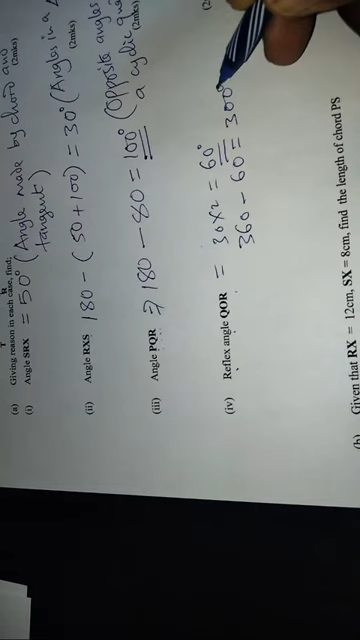 T R
(a) Giving reason in each case, find;
(i) Angle SRX = 50° (Angle made by chord and tangent) (2mks)
(ii) Angle RXS 180 - (50 + 100) = 30° (Angles in a (2mks)
(iii) Angle PQR ⇒ 180 - 80 = 100° (Opposite angles a cyclic (2mks)
(iv) Reflex angle QOR = 30 x 2 = 60°
360 - 60 = 300°
(b) Given that RX = 12cm, SX = 8cm, find the length of chord PS